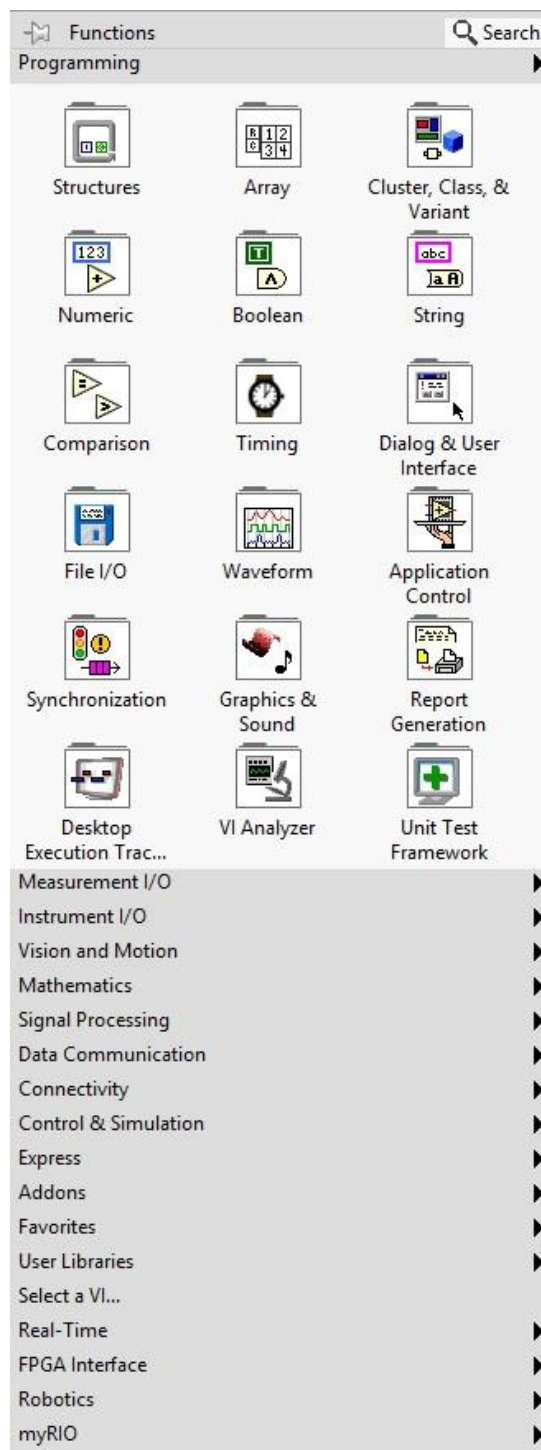 Functions
Search
Programming
Structures
Array
Cluster, Class, &
Variant
Numeric
Boolean
String
Comparison
Timing
Dialog & User
Interface
File I/O
Waveform
Application
Control
Synchronization
Graphics &
Sound
Report
Generation
Desktop
Execution Trac...
VI Analyzer
Unit Test
Framework
Measurement I/O
Instrument I/O
Vision and Motion
Mathematics
Signal Processing
Data Communication
Connectivity
Control & Simulation
Express
Addons
Favorites
User Libraries
Select a VI...
Real-Time
FPGA Interface
Robotics
myRIO